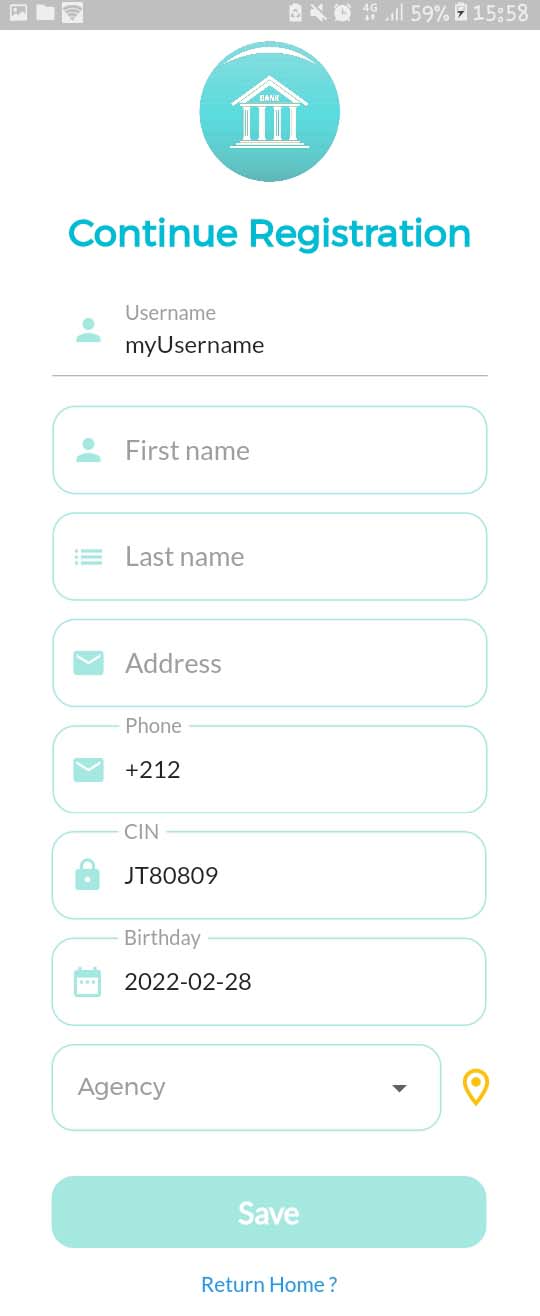 4G 59% 15:58
BANK
Continue Registration
Username
myUsername
First name
Last name
Address
Phone
+212
CIN
JT80809
Birthday
2022-02-28
Agency
Save
Return Home ?